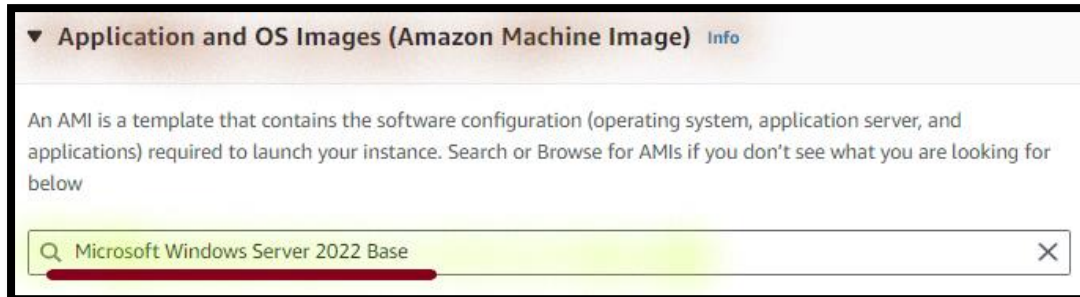 Application and OS Images (Amazon Machine Image) Info
An AMI is a template that contains the software configuration (operating system, application server, and
applications) required to launch your instance. Search or Browse for AMIs if you don't see what you are looking for
below
Microsoft Windows Server 2022 Base